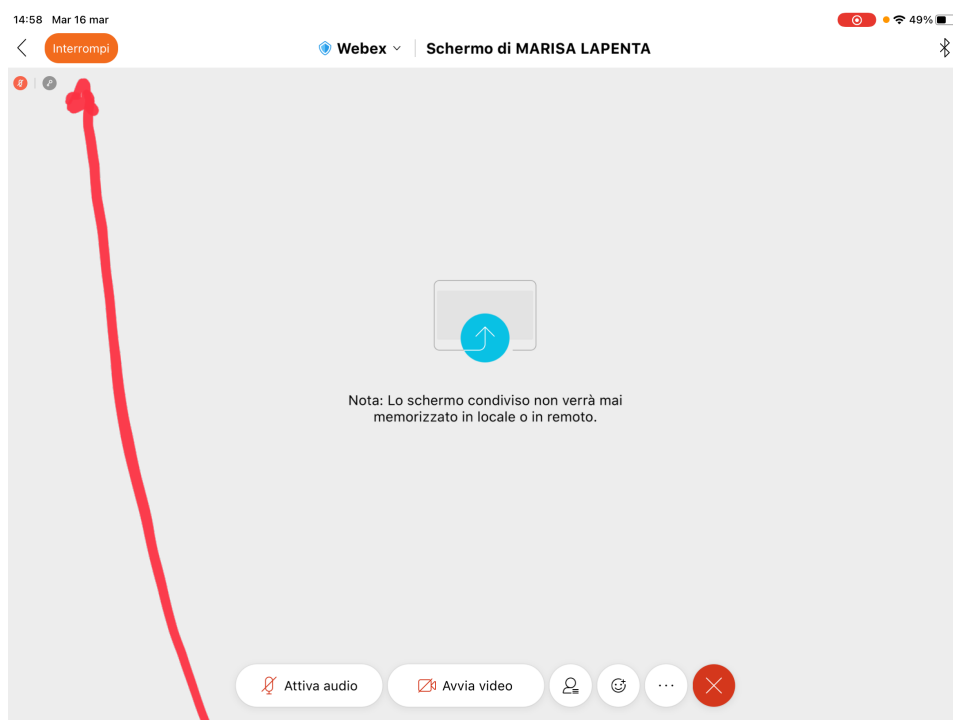 14:58 Mar 16 mar
49%
Interrompi
Webex
Schermo di MARISA LAPENTA
Nota: Lo schermo condiviso non verrà mai
memorizzato in locale o in remoto.
Attiva audio
Avvia video